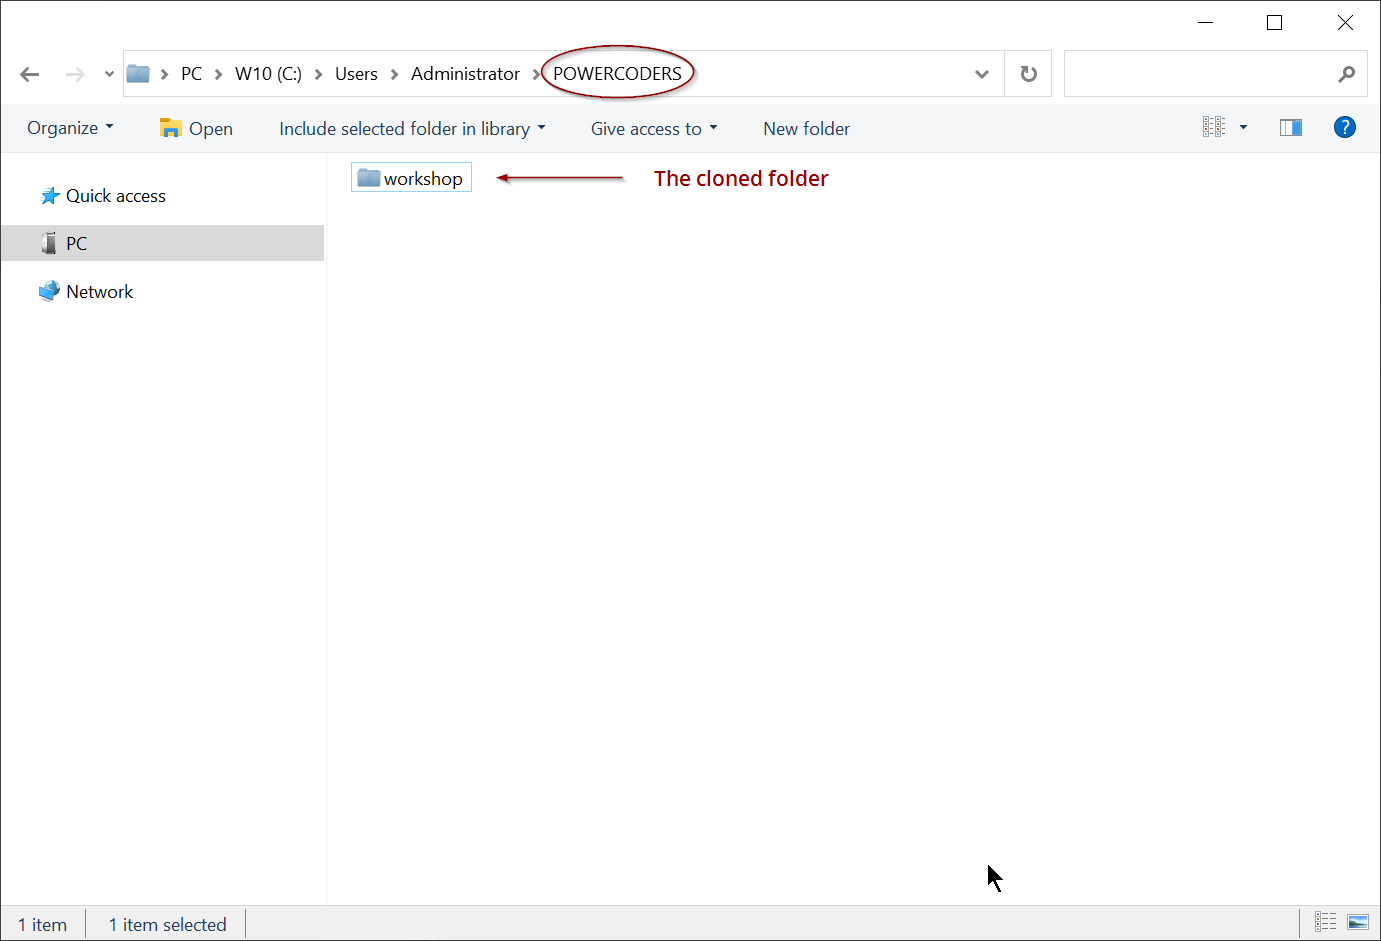 PC W10 (C:) Users Administrator POWERCODERS
Organize Open Include selected folder in library Give access to New folder ?
workshop The cloned folder
Quick access
PC
Network
1 item 1 item selected